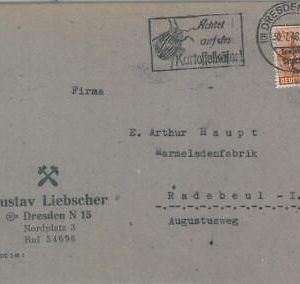 Achtet
auf den
Kartoffelkäfer!
DRESDEN
Firma
E. Arthur Haupt
Marmeladenfabrik
Radebeul
Augustusweg
ustav Liebscher
Dresden N 15
Nordplatz 3
Ruf 54696